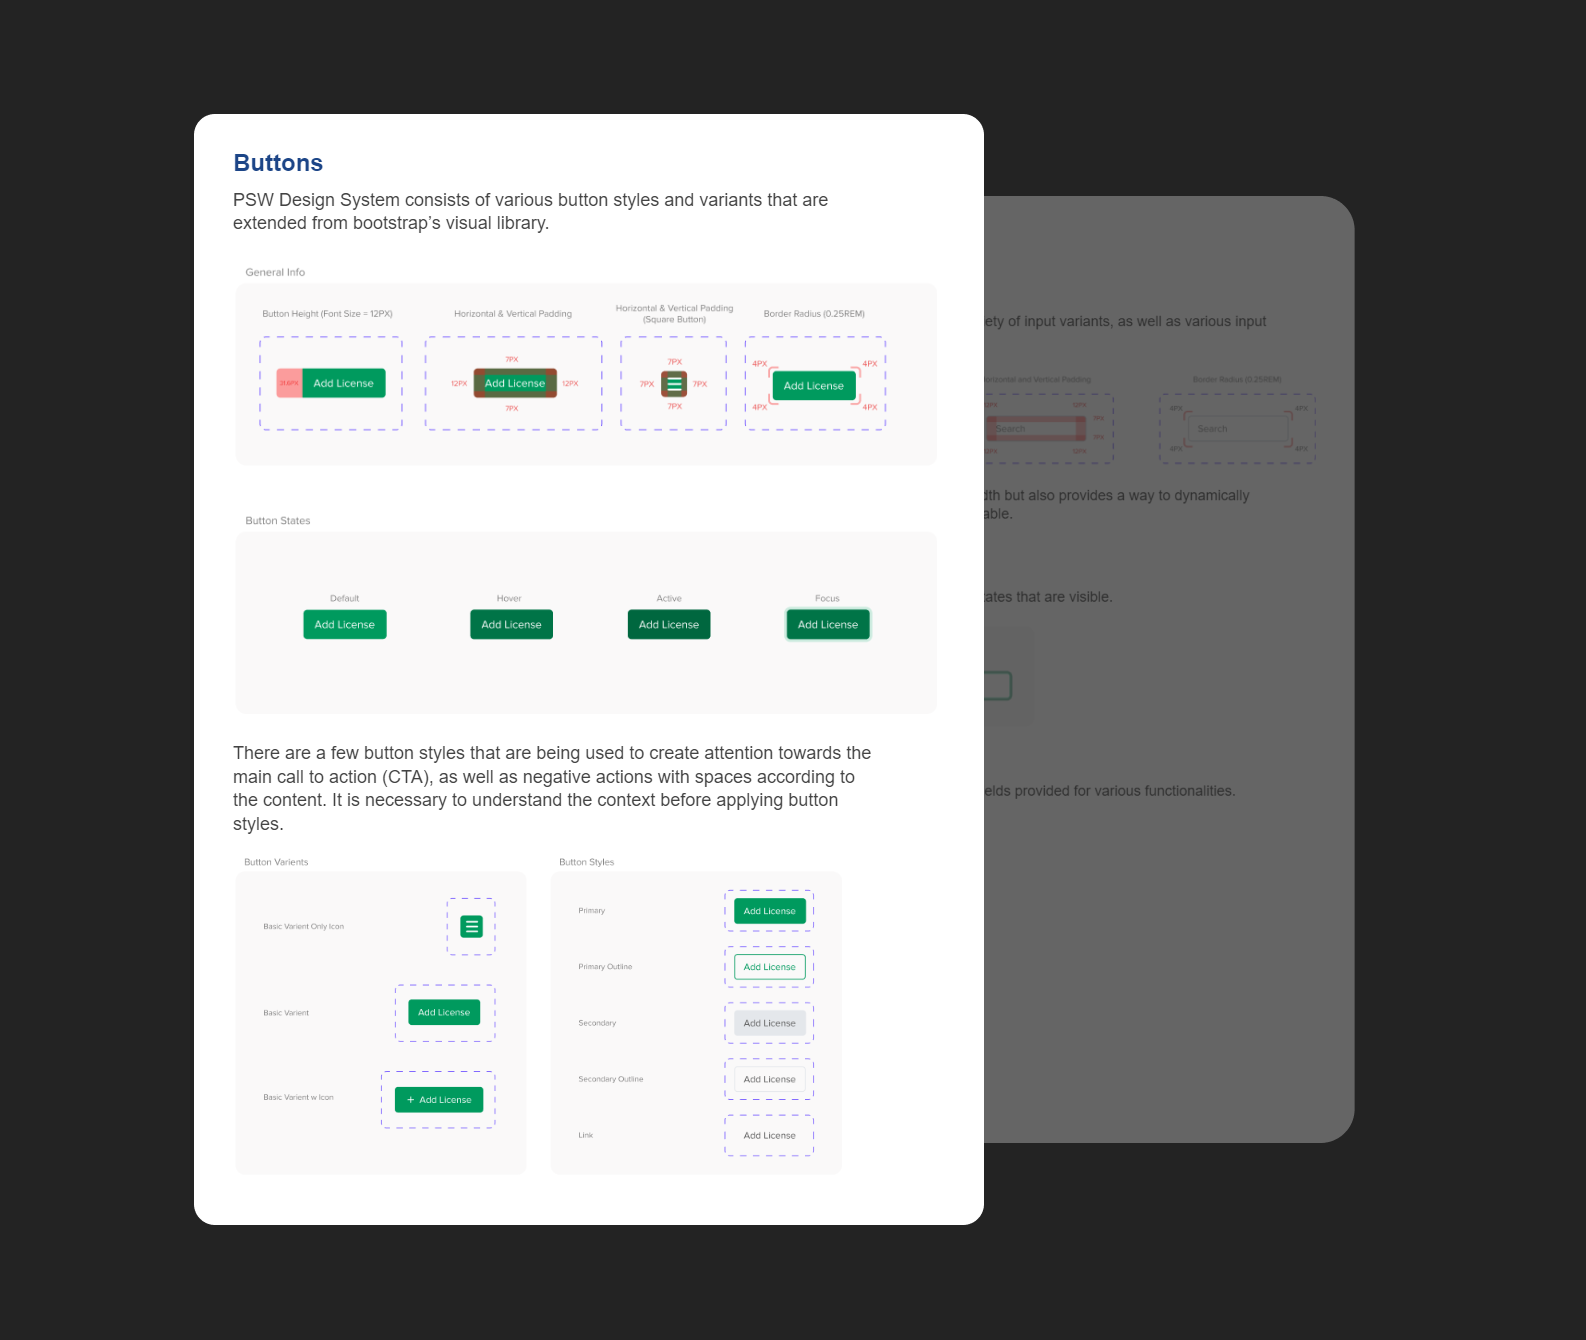 Buttons
PSW Design System consists of various button styles and variants that are
extended from bootstrap’s visual library.
General Info
Button Height (Font Size = 12PX)
Horizontal & Vertical Padding
Horizontal & Vertical Padding
(Square Button)
Border Radius (0.25REM)
Add License
7PX
12PX
Add License
12PX
7PX
7PX
7PX
7PX
7PX
4PX
4PX
Add License
4PX
4PX
Button States
Default
Hover
Active
Focus
Add License
Add License
Add License
Add License
There are a few button styles that are being used to create attention towards the
main call to action (CTA), as well as negative actions with spaces according to
the content. It is necessary to understand the context before applying button
styles.
Button Varients
Basic Varient Only Icon
Basic Varient
Add License
Basic Varient w Icon
+ Add License
Button Styles
Primary
Add License
Primary Outline
Add License
Secondary
Add License
Secondary Outline
Add License
Link
Add License
ety of input variants, as well as various input
Horizontal and Vertical Padding
Border Radius (0.25REM)
12PX
12PX
Search
12PX
12PX
4PX
4PX
Search
4PX
4PX
dth but also provides a way to dynamically
able.
ates that are visible.
elds provided for various functionalities.